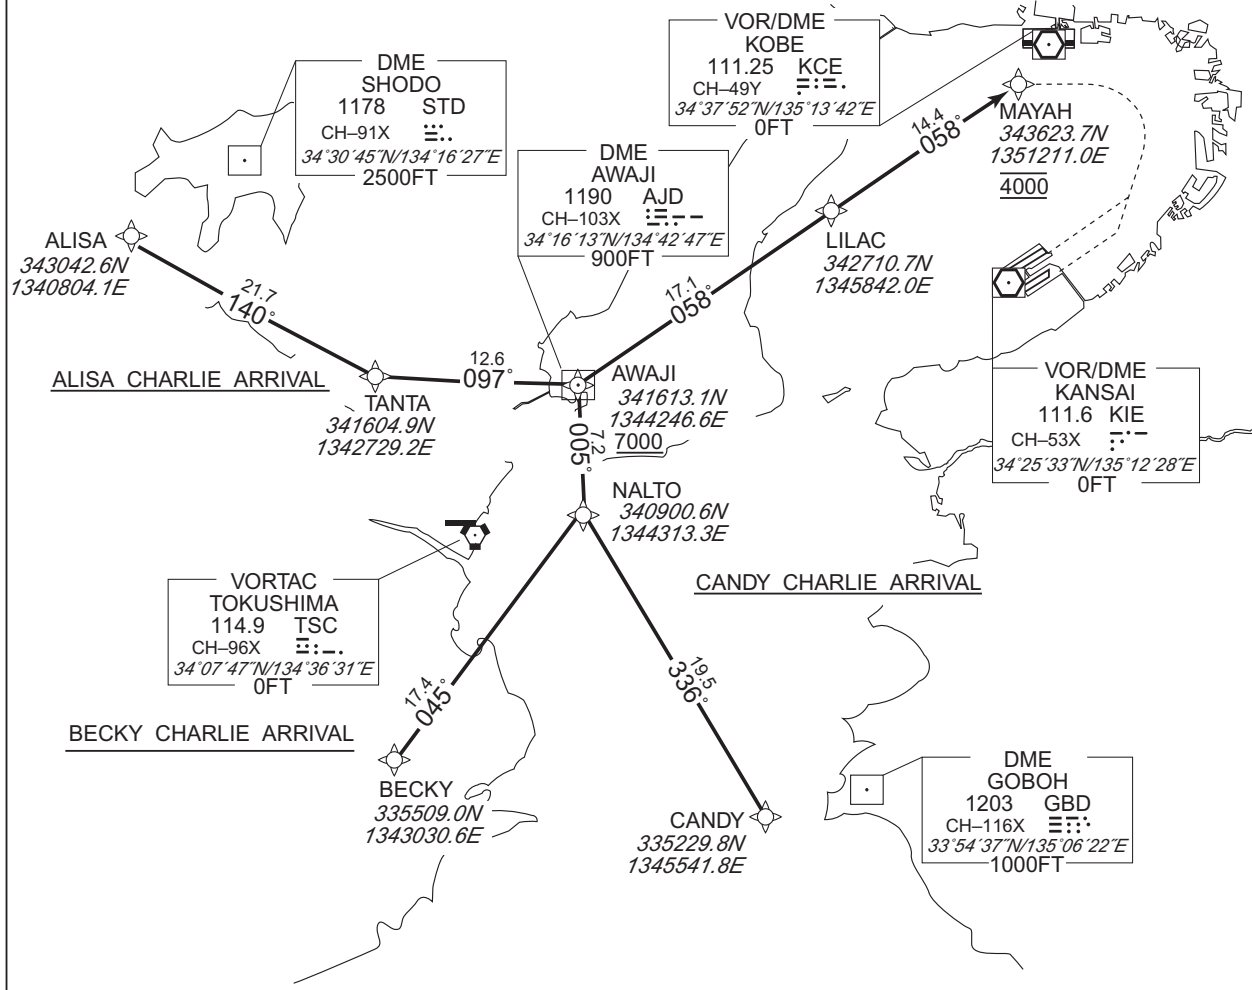 DME
SHODO
1178 STD
CH–91X
34°30´45˝N/134°16´27˝E
2500FT
VOR/DME
KOBE
111.25 KCE
CH–49Y
34°37´52˝N/135°13´42˝E
0FT
DME
AWAJI
1190 AJD
CH–103X
34°16´13˝N/134°42´47˝E
900FT
MAYAH
343623.7N
1351211.0E
4000
14.4
058°
ALISA
343042.6N
1340804.1E
21.7
140°
LILAC
342710.7N
1345842.0E
17.1
058°
ALISA CHARLIE ARRIVAL
TANTA
341604.9N
1342729.2E
12.6
097°
AWAJI
341613.1N
1344246.6E
7000
7.2
005°
VOR/DME
KANSAI
111.6 KIE
CH–53X
34°25´33˝N/135°12´28˝E
0FT
NALTO
340900.6N
1344313.3E
CANDY CHARLIE ARRIVAL
VORTAC
TOKUSHIMA
114.9 TSC
CH–96X
34°07´47˝N/134°36´31˝E
0FT
17.4
045°
19.5
336°
BECKY CHARLIE ARRIVAL
BECKY
335509.0N
1343030.6E
CANDY
335229.8N
1345541.8E
DME
GOBOH
1203 GBD
CH–116X
33°54´37˝N/135°06´22˝E
1000FT